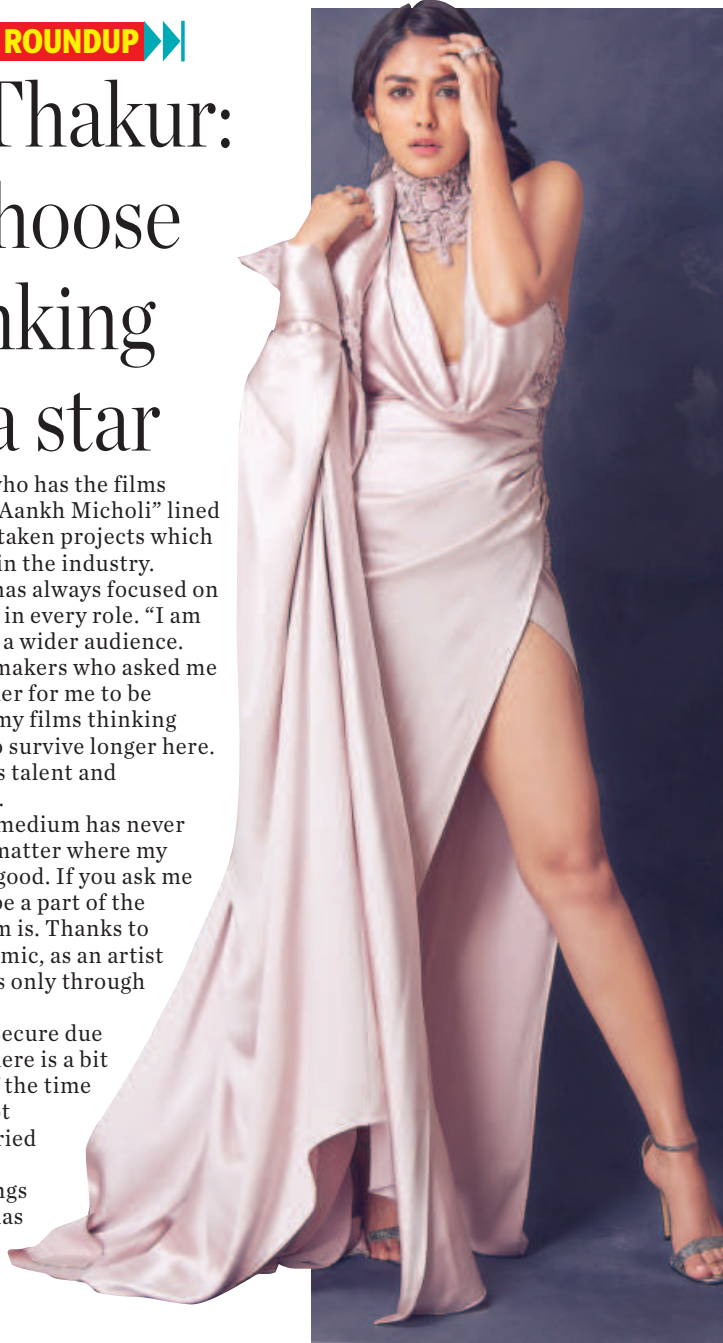 ROUNDUP
Thakur:
hoose
nking
a star
who has the films
Aankh Micholi” lined
taken projects which
in the industry.
has always focused on
in every role. “I am
a wider audience.
makers who asked me
er for me to be
my films thinking
o survive longer here.
s talent and
.
medium has never
matter where my
good. If you ask me
be a part of the
m is. Thanks to
mic, as an artist
s only through
ecure due
ere is a bit
the time
ot
ried
ngs
as